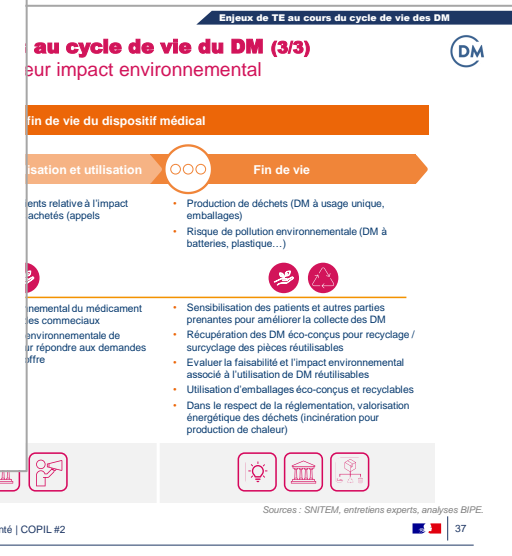 Enjeux de TE au cours du cycle de vie des DM
au cycle de vie du DM (3/3)
eur impact environnemental
DM
fin de vie du dispositif médical
isation et utilisation
Fin de vie
ents relative à l'impact
achetés (appels
• Production de déchets (DM à usage unique,
emballages)
• Risque de pollution environnementale (DM à
batteries, plastique…)
nemental du médicament
des commeciaux
environnementale de
ur répondre aux demandes
offre
• Sensibilisation des patients et autres parties
prenantes pour améliorer la collecte des DM
• Récupération des DM éco-conçus pour recyclage /
surcyclage des pièces réutilisables
• Evaluer la faisabilité et l'impact environnemental
associé à l'utilisation de DM réutilisables
• Utilisation d'emballages éco-conçus et recyclables
• Dans le respect de la réglementation, valorisation
énergétique des déchets (incinération pour
production de chaleur)
Sources : SNITEM, entretiens experts, analyses BIPE.
nté | COPIL #2
37